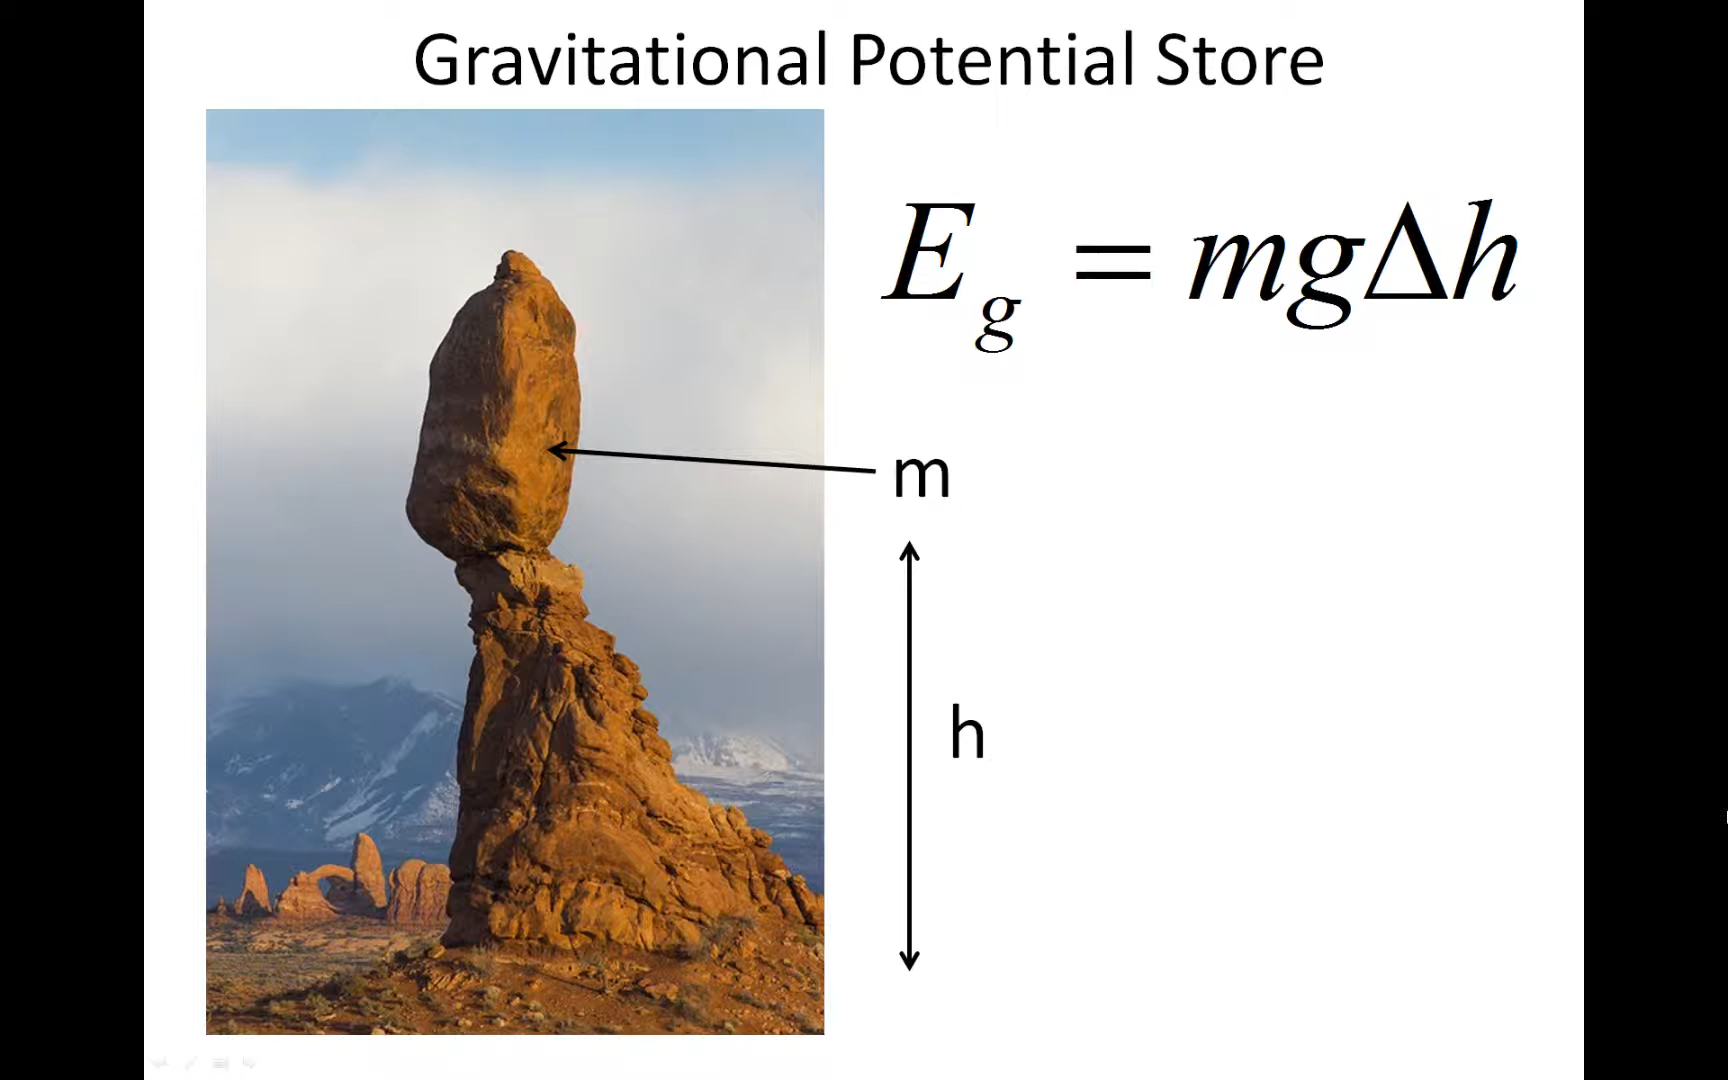 Gravitational Potential Store
E_g = mgΔh
m
h